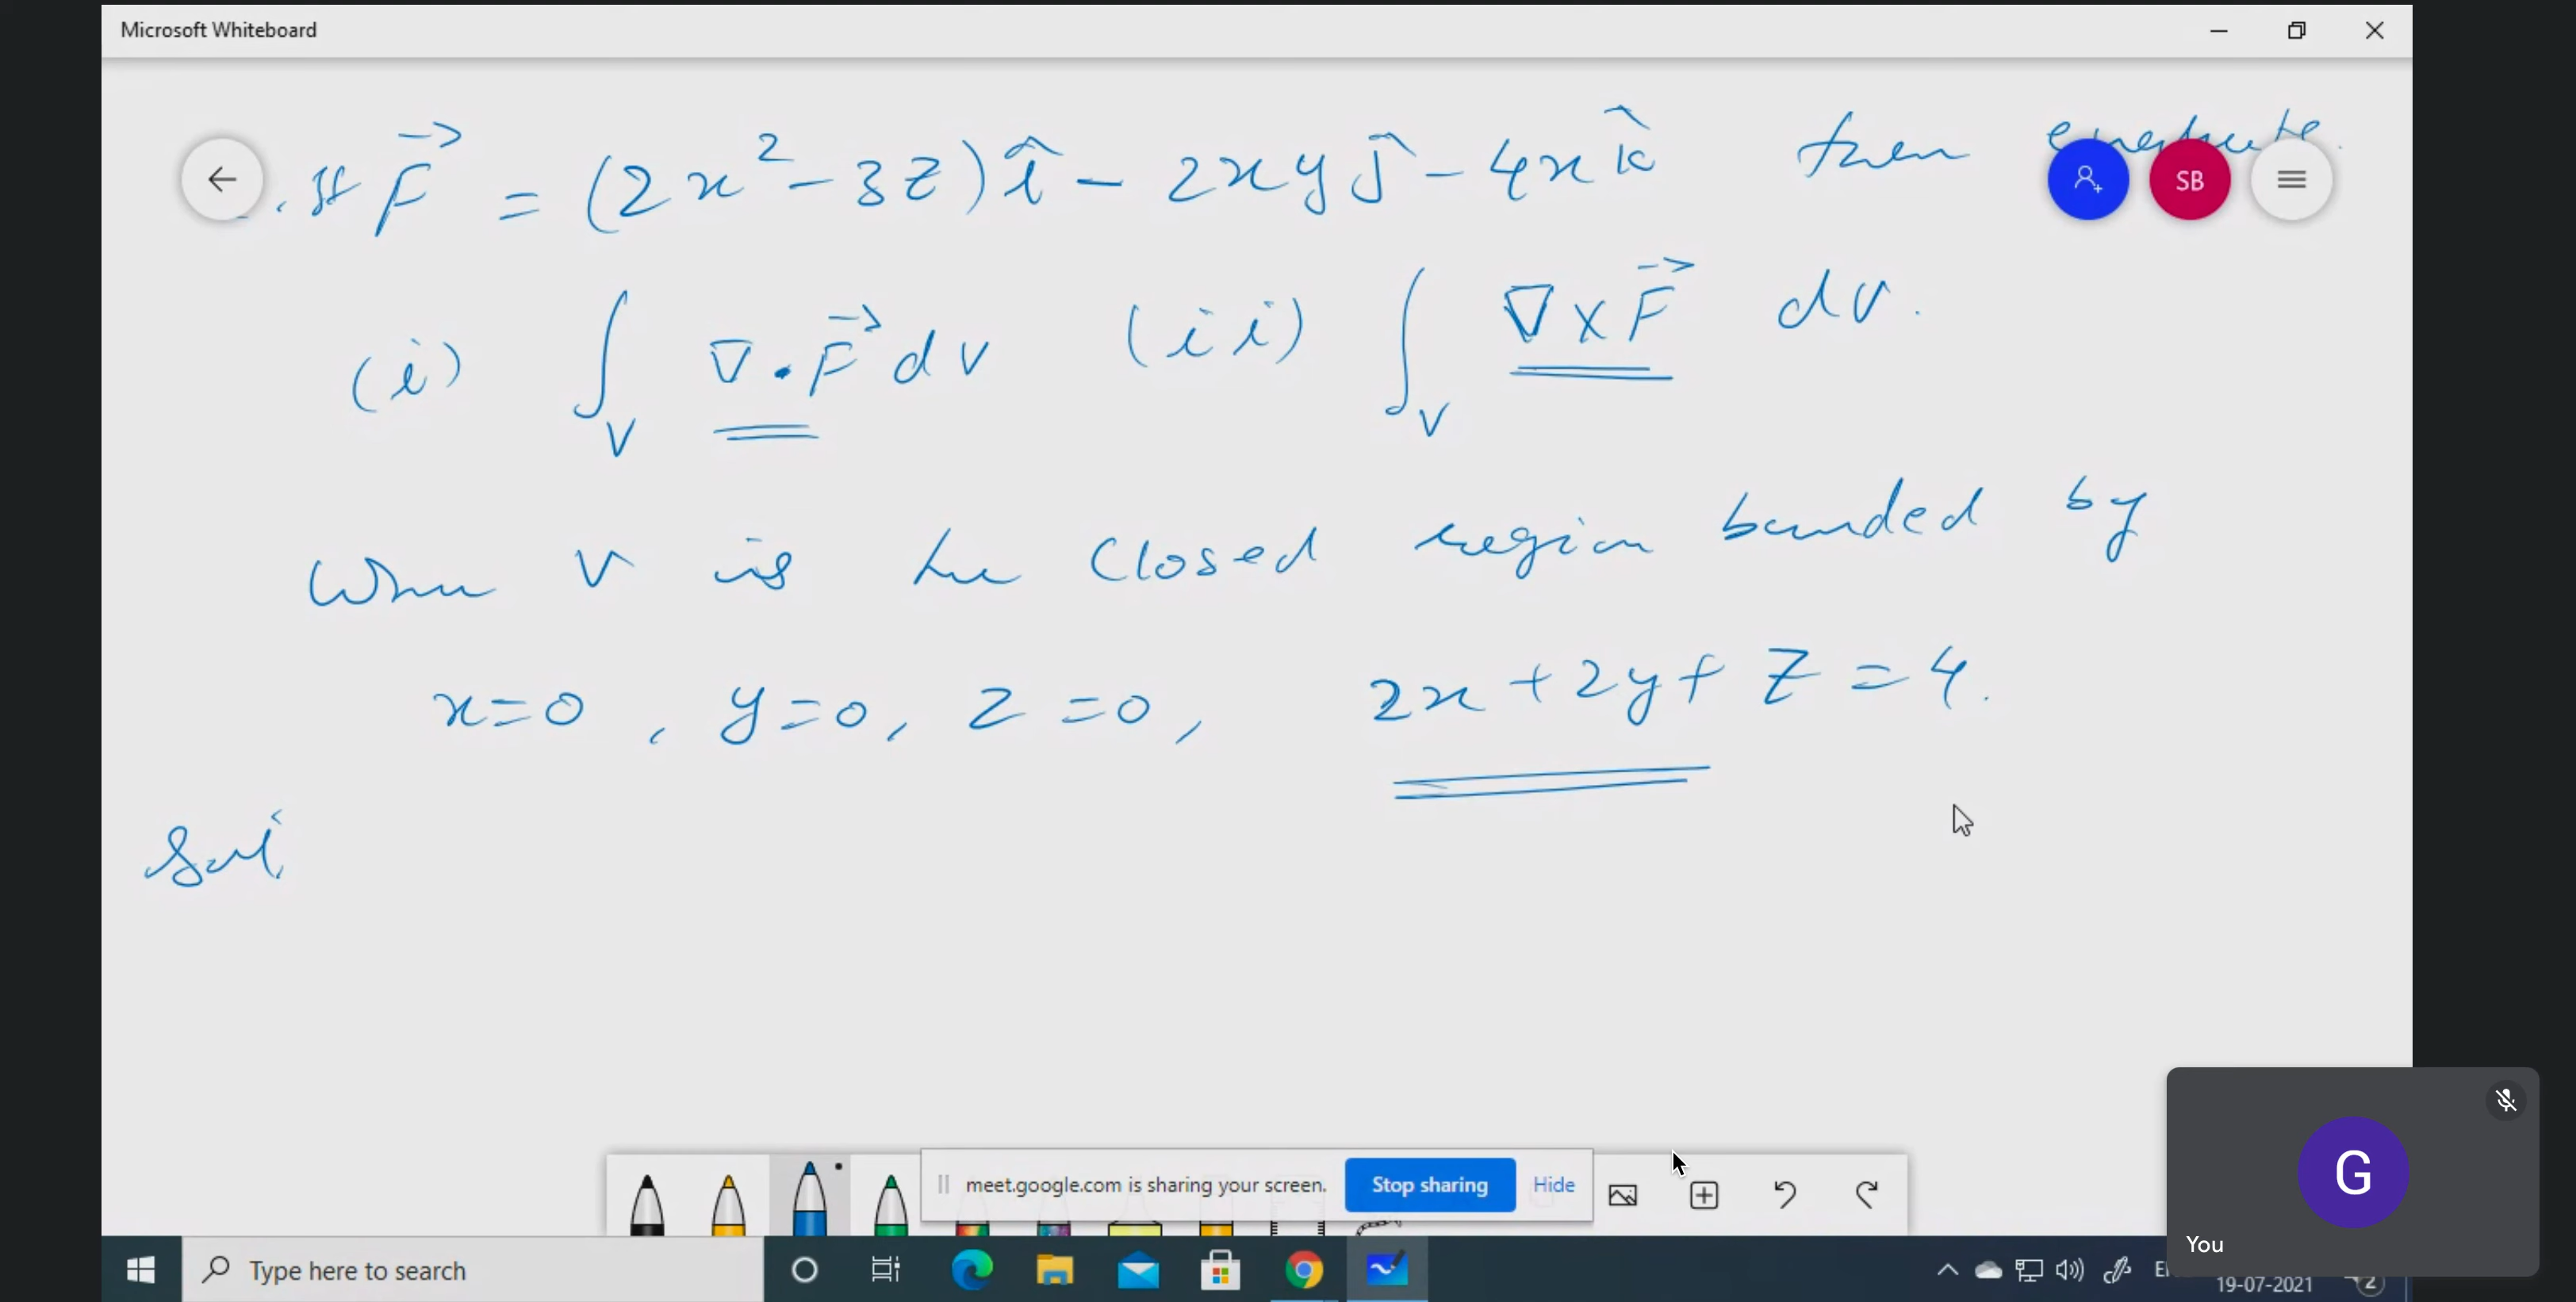 Microsoft Whiteboard
If F⃗ = (2x² - 3z) î - 2xy ĵ - 4x k̂ then evaluate.
SB
(i) ∫_V ∇ · F⃗ dv (ii) ∫_V ∇ × F⃗ dv.
Where V is the closed region bounded by
x=0, y=0, z=0, 2x + 2y + z = 4.
Sol:
meet.google.com is sharing your screen. Stop sharing Hide
G
You
Type here to search
19-07-2021
2